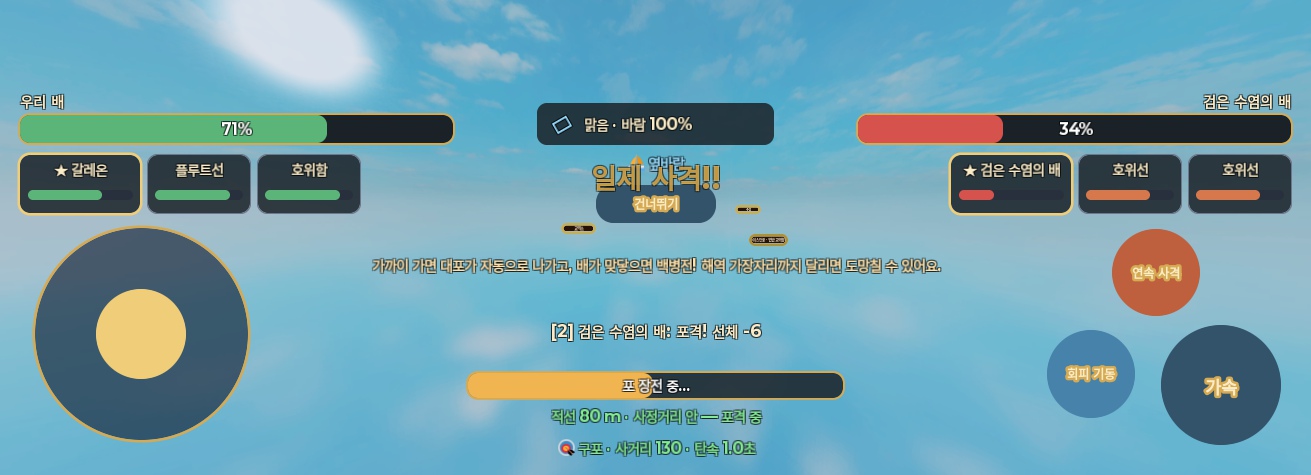 우리 배
검은 수염의 배
71%
맑음 · 바람 100%
34%
★ 갈레온
플루트선
호위함
옆바람
일제 사격!!
건너뛰기
★ 검은 수염의 배
호위선
호위선
가까이 가면 대포가 자동으로 나가고, 배가 맞닿으면 백병전! 해역 가장자리까지 달리면 도망칠 수 있어요.
연속 사격
[2] 검은 수염의 배: 포격! 선체 -6
회피 기동
가속
포 장전 중...
적선 80 m · 사정거리 안 — 포격 중
구포 · 사거리 130 · 탄속 1.0초